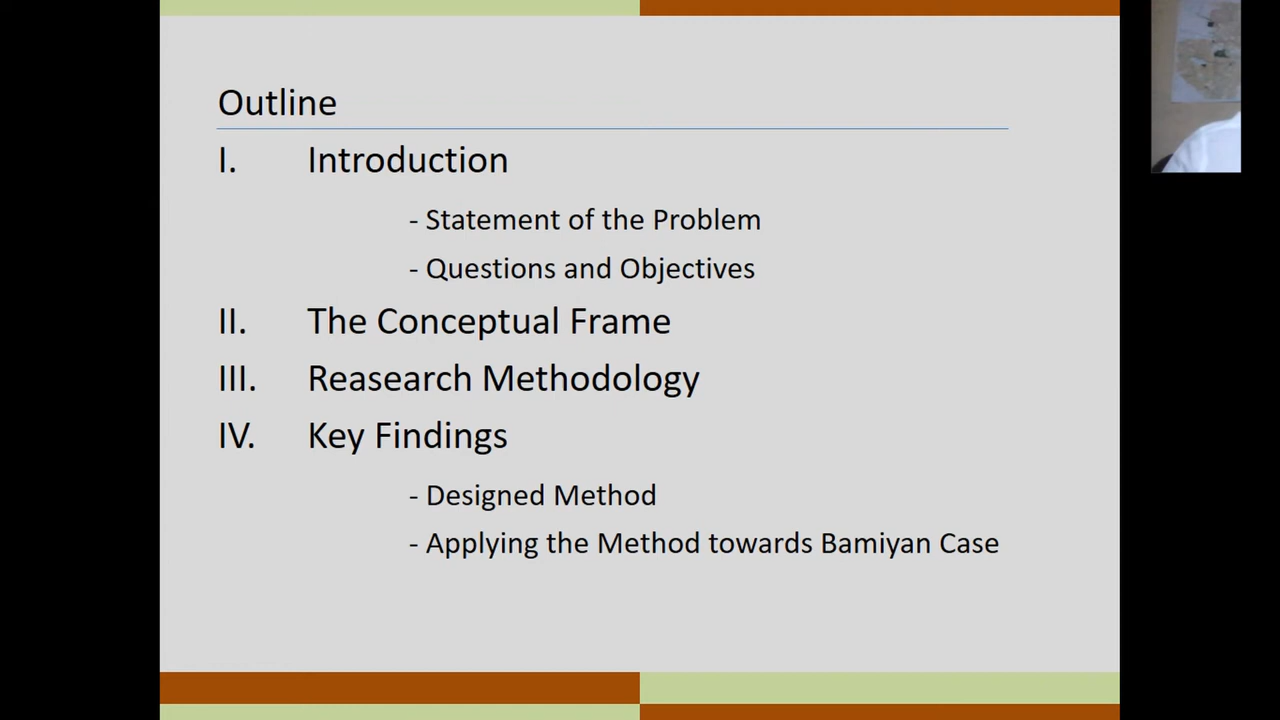 Outline
I. Introduction
- Statement of the Problem
- Questions and Objectives
II. The Conceptual Frame
III. Reasearch Methodology
IV. Key Findings
- Designed Method
- Applying the Method towards Bamiyan Case